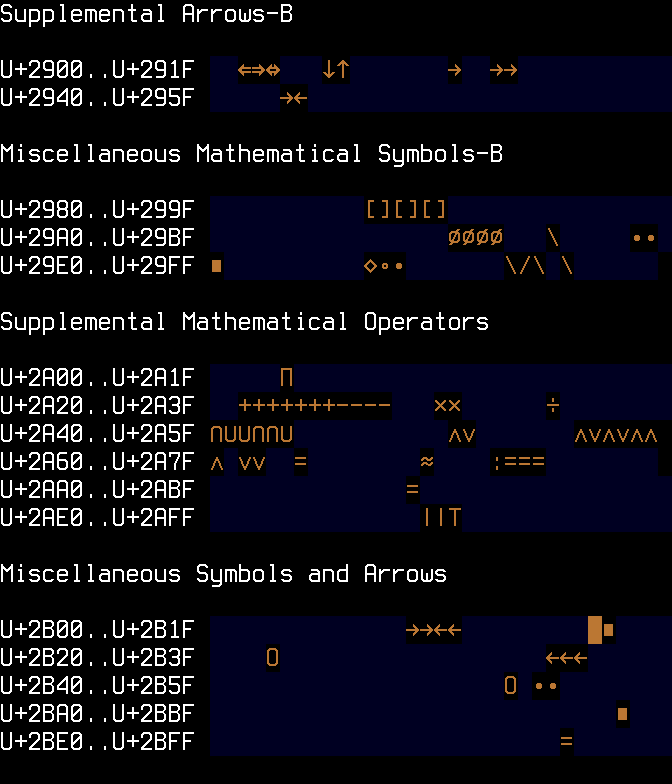 Supplemental Arrows-B
U+2900..U+291F ⇐⇒⇔ ↓↑ → →→
U+2940..U+295F →←
Miscellaneous Mathematical Symbols-B
U+2980..U+299F [][][]
U+29A0..U+29BF ØØØØ \ ••
U+29E0..U+29FF ■ ◇∘• \/\ \
Supplemental Mathematical Operators
U+2A00..U+2A1F Π
U+2A20..U+2A3F +++++++---- ×× ÷
U+2A40..U+2A5F ∩∪∪∩∩∪ ∧∨ ∧∨∧∨∧∧
U+2A60..U+2A7F ∧ ∨∨ = ≈ :===
U+2AA0..U+2ABF =
U+2AE0..U+2AFF ||T
Miscellaneous Symbols and Arrows
U+2B00..U+2B1F →→←← █■
U+2B20..U+2B3F 0 ←←←
U+2B40..U+2B5F 0 ••
U+2BA0..U+2BBF ■
U+2BE0..U+2BFF =